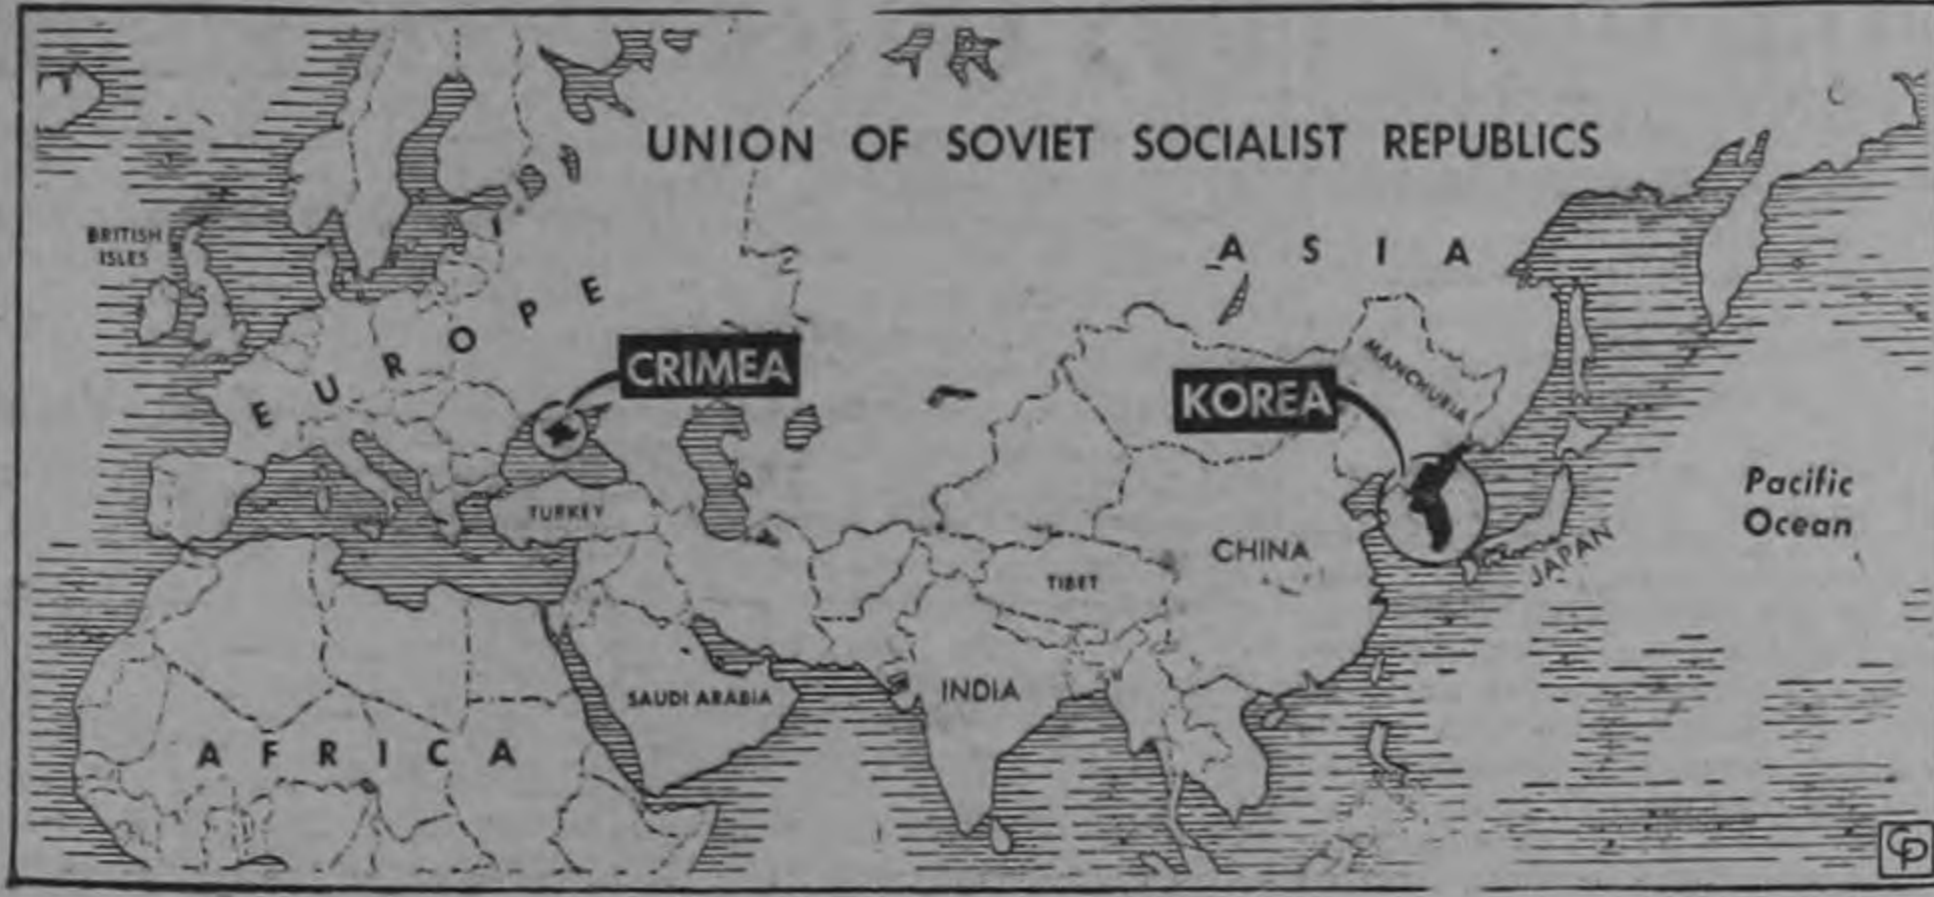 UNION OF SOVIET SOCIALIST REPUBLICS
BRITISH
ISLES
ASIA
EUROPE
CRIMEA
KOREA
MANCHURIA
Pacific
Ocean
TURKEY
CHINA
JAPAN
TIBET
SAUDI ARABIA
INDIA
AFRICA
CP